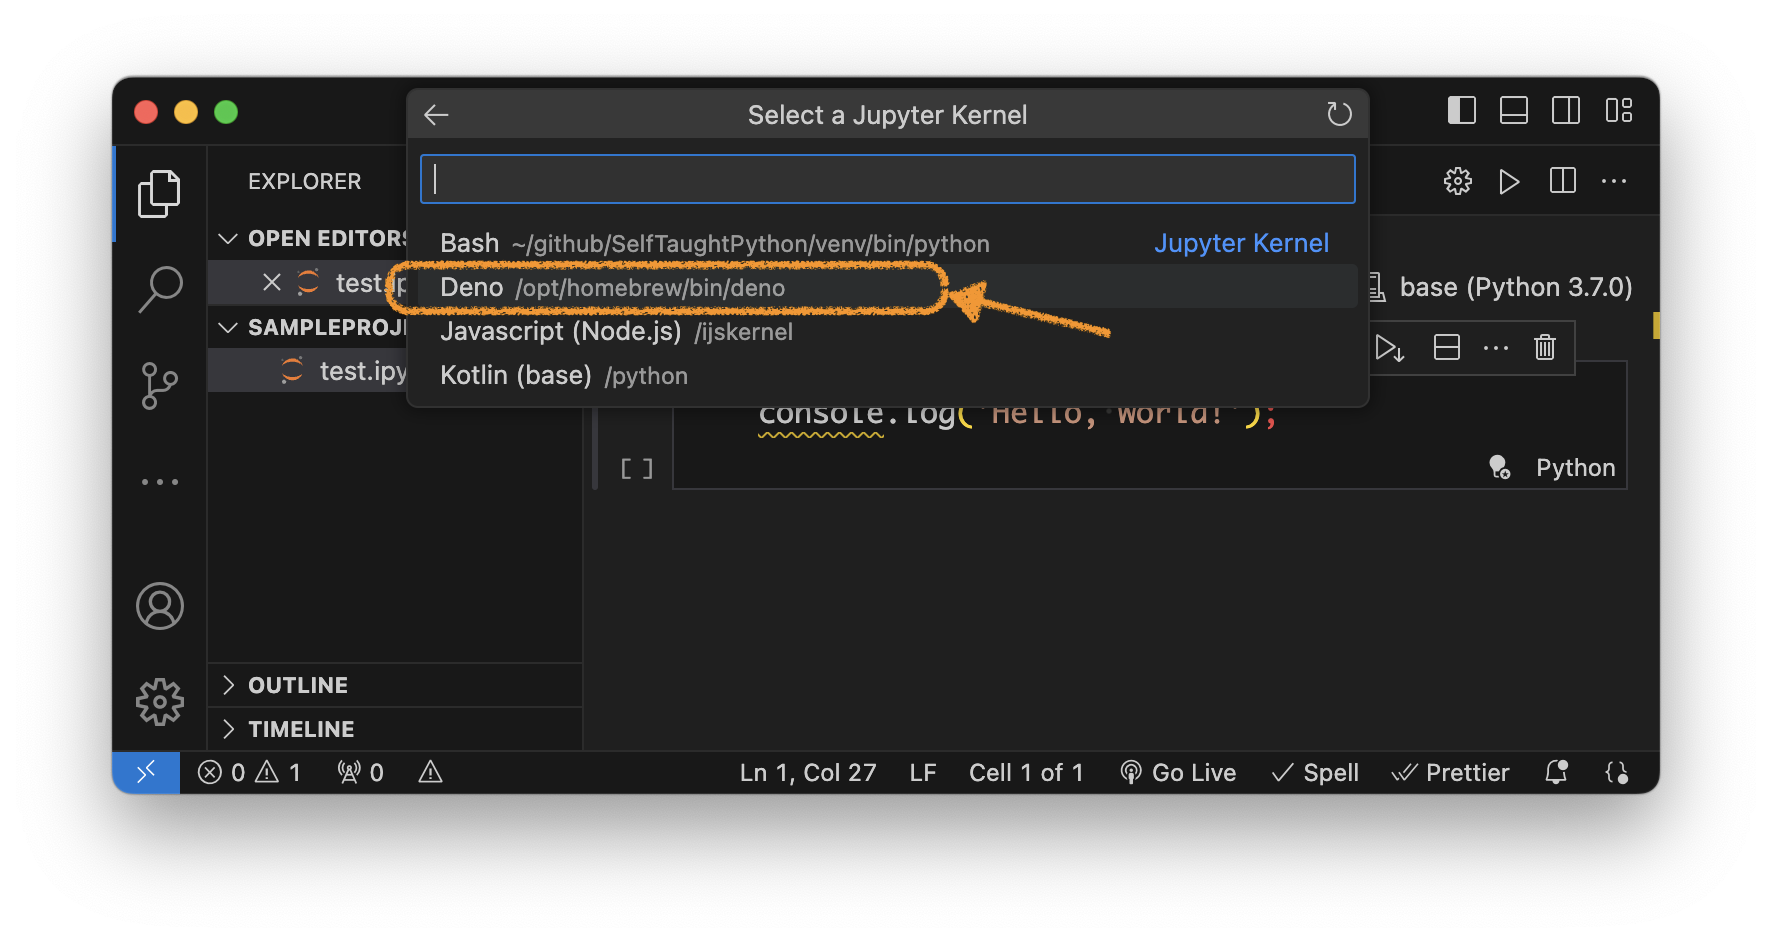 Select a Jupyter Kernel
EXPLORER
OPEN EDITORS
Bash ~/github/SelfTaughtPython/venv/bin/python Jupyter Kernel
test.ip
Deno /opt/homebrew/bin/deno
base (Python 3.7.0)
SAMPLEPROJ
Javascript (Node.js) /ijskernel
test.ipy
Kotlin (base) /python
console.log("Hello, World!");
[ ]
Python
OUTLINE
TIMELINE
0 1 0 Ln 1, Col 27 LF Cell 1 of 1 Go Live Spell Prettier